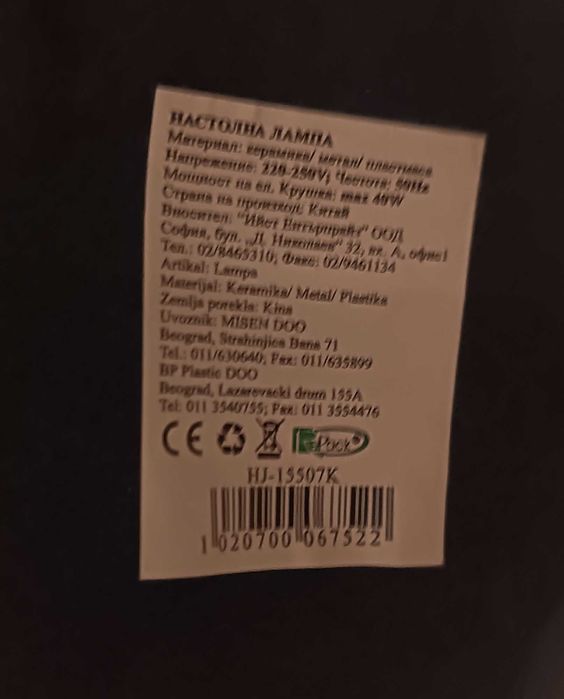 НАСТОЛНА ЛАМПА
Материал: керамика/ метал/ пластмаса
Напрежение: 220-250V; Честота: 50Hz
Мощност на ел. Крушка: max 40W
Страна на произход: Китай
Вносител: "Ивет Интериорс" ООД
София, бул. „П. Напетов" 32, вх. А, офис1
Тел.: 02/8465310; Факс: 02/9461134
Artikal: Lampa
Materijal: Keramika/ Metal/ Plastika
Zemlja porekla: Kina
Uvoznik: MISEN DOO
Beograd, Strahinjica Bana 71
Tel.: 011/630640; Fax: 011/635899
BP Plastic DOO
Beograd, Lazarevacki drum 155A
Tel: 011 3540755; Fax: 011 3554476
CE Pack
HJ-15507K
1 020700 067522